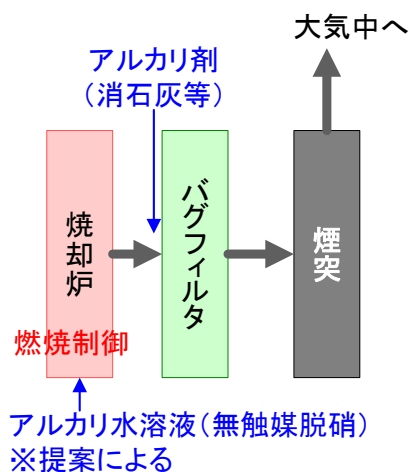 大気中へ
アルカリ剤
（消石灰等）
焼却炉
バグフィルタ
煙突
燃焼制御
アルカリ水溶液（無触媒脱硝）
※提案による